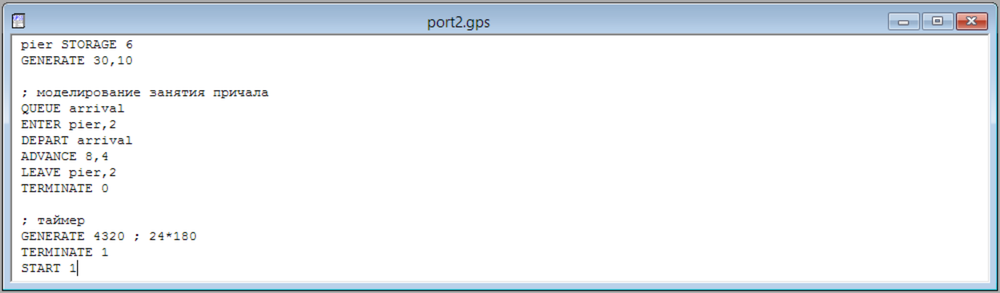 port2.gps
pier STORAGE 6
GENERATE 30,10
; моделирование занятия причала
QUEUE arrival
ENTER pier,2
DEPART arrival
ADVANCE 8,4
LEAVE pier,2
TERMINATE 0
; таймер
GENERATE 4320 ; 24*180
TERMINATE 1
START 1